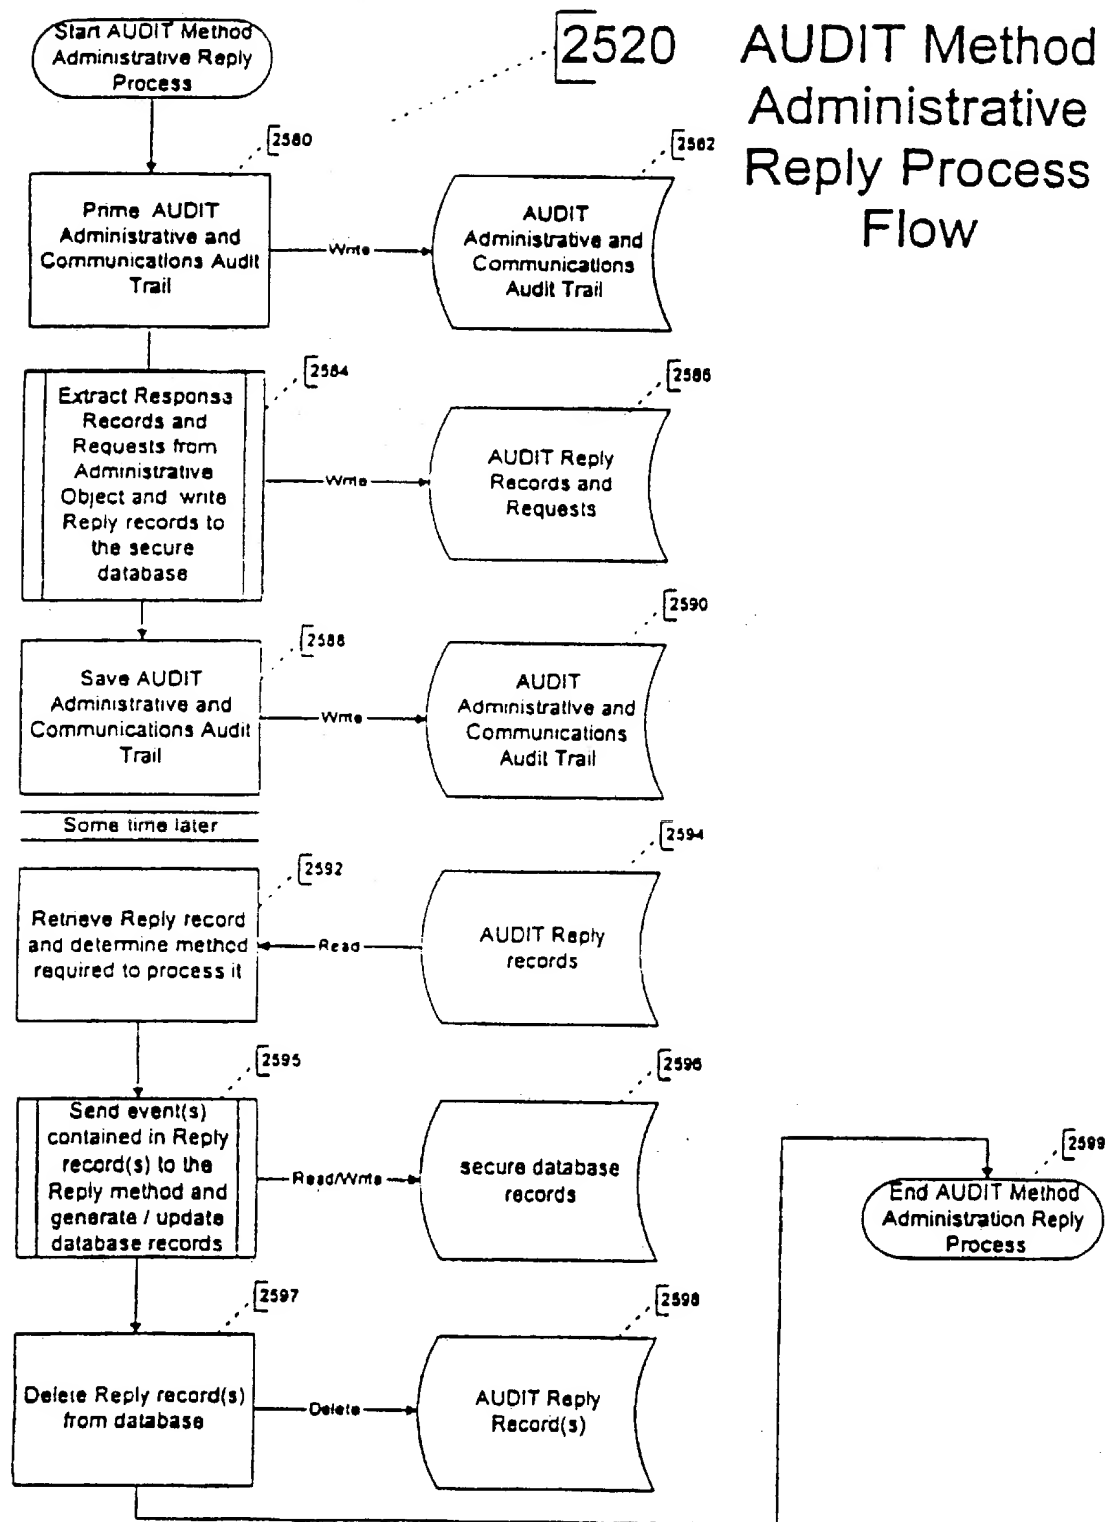 Start AUDIT Method
Administrative Reply
Process
2520
AUDIT Method
Administrative
Reply Process
Flow
2580
Prime AUDIT
Administrative and
Communications Audit
Trail
Write
2582
AUDIT
Administrative and
Communications
Audit Trail
2584
Extract Response
Records and
Requests from
Administrative
Object and write
Reply records to
the secure
database
Write
2586
AUDIT Reply
Records and
Requests
2588
Save AUDIT
Administrative and
Communications Audit
Trail
Write
2590
AUDIT
Administrative and
Communications
Audit Trail
Some time later
2592
Retrieve Reply record
and determine method
required to process it
Read
2594
AUDIT Reply
records
2595
Send event(s)
contained in Reply
record(s) to the
Reply method and
generate / update
database records
Read/Write
2596
secure database
records
2599
End AUDIT Method
Administration Reply
Process
2597
Delete Reply record(s)
from database
Delete
2598
AUDIT Reply
Record(s)